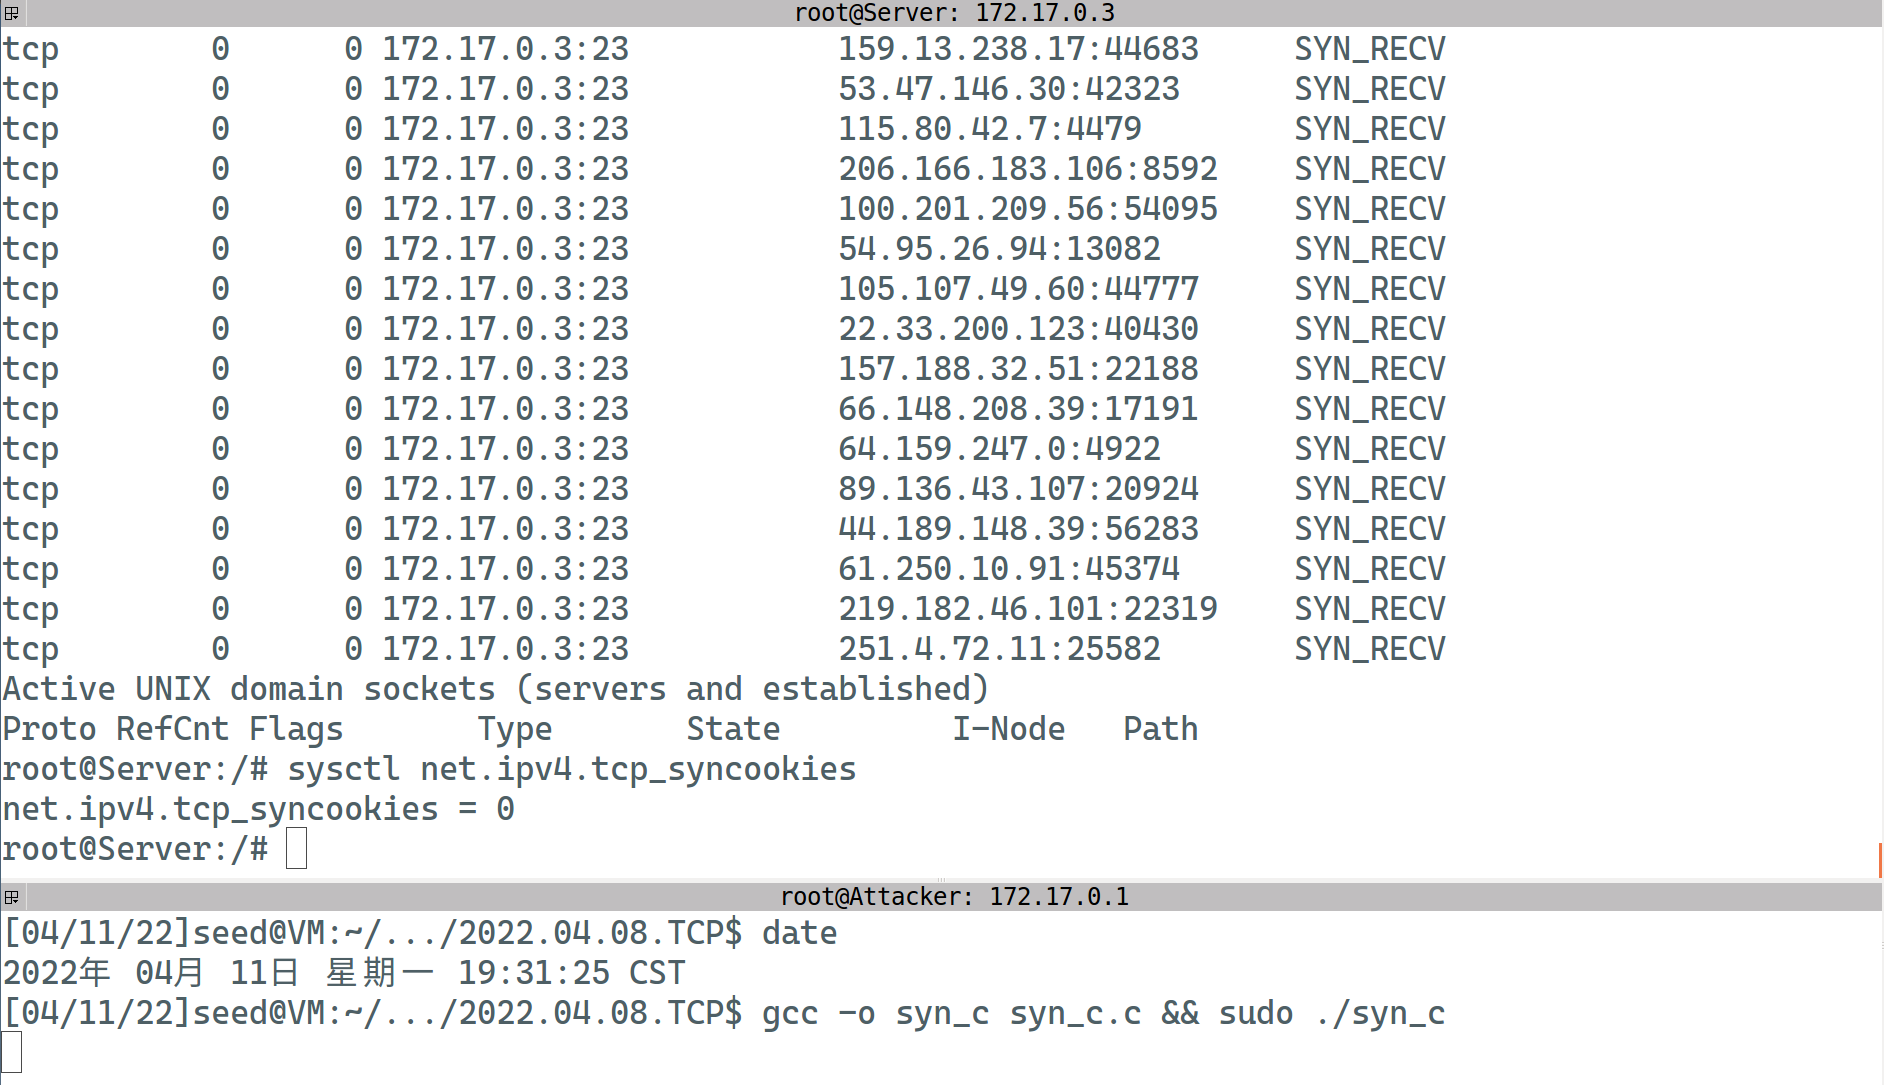 root@Server: 172.17.0.3
tcp        0      0 172.17.0.3:23           159.13.238.17:44683     SYN_RECV
tcp        0      0 172.17.0.3:23           53.47.146.30:42323      SYN_RECV
tcp        0      0 172.17.0.3:23           115.80.42.7:4479        SYN_RECV
tcp        0      0 172.17.0.3:23           206.166.183.106:8592    SYN_RECV
tcp        0      0 172.17.0.3:23           100.201.209.56:54095    SYN_RECV
tcp        0      0 172.17.0.3:23           54.95.26.94:13082       SYN_RECV
tcp        0      0 172.17.0.3:23           105.107.49.60:44777     SYN_RECV
tcp        0      0 172.17.0.3:23           22.33.200.123:40430     SYN_RECV
tcp        0      0 172.17.0.3:23           157.188.32.51:22188     SYN_RECV
tcp        0      0 172.17.0.3:23           66.148.208.39:17191     SYN_RECV
tcp        0      0 172.17.0.3:23           64.159.247.0:4922       SYN_RECV
tcp        0      0 172.17.0.3:23           89.136.43.107:20924     SYN_RECV
tcp        0      0 172.17.0.3:23           44.189.148.39:56283     SYN_RECV
tcp        0      0 172.17.0.3:23           61.250.10.91:45374      SYN_RECV
tcp        0      0 172.17.0.3:23           219.182.46.101:22319    SYN_RECV
tcp        0      0 172.17.0.3:23           251.4.72.11:25582       SYN_RECV
Active UNIX domain sockets (servers and established)
Proto RefCnt Flags       Type       State         I-Node   Path
root@Server:/# sysctl net.ipv4.tcp_syncookies
net.ipv4.tcp_syncookies = 0
root@Server:/#
root@Attacker: 172.17.0.1
[04/11/22]seed@VM:~/.../2022.04.08.TCP$ date
2022年 04月 11日 星期一 19:31:25 CST
[04/11/22]seed@VM:~/.../2022.04.08.TCP$ gcc -o syn_c syn_c.c && sudo ./syn_c